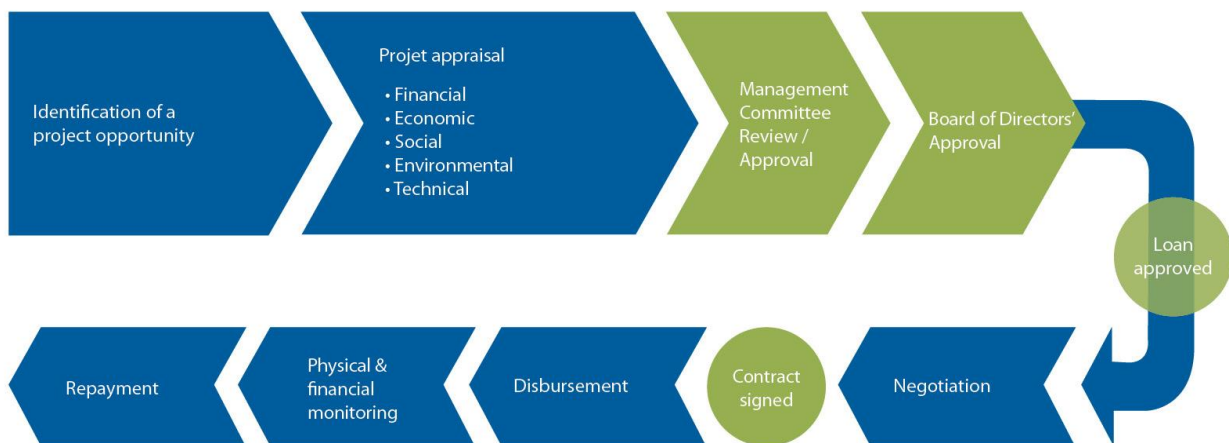 Identification of a
project opportunity
Projet appraisal
• Financial
• Economic
• Social
• Environmental
• Technical
Management
Committee
Review /
Approval
Board of Directors’
Approval
Loan
approved
Negotiation
Contract
signed
Disbursement
Physical &
financial
monitoring
Repayment